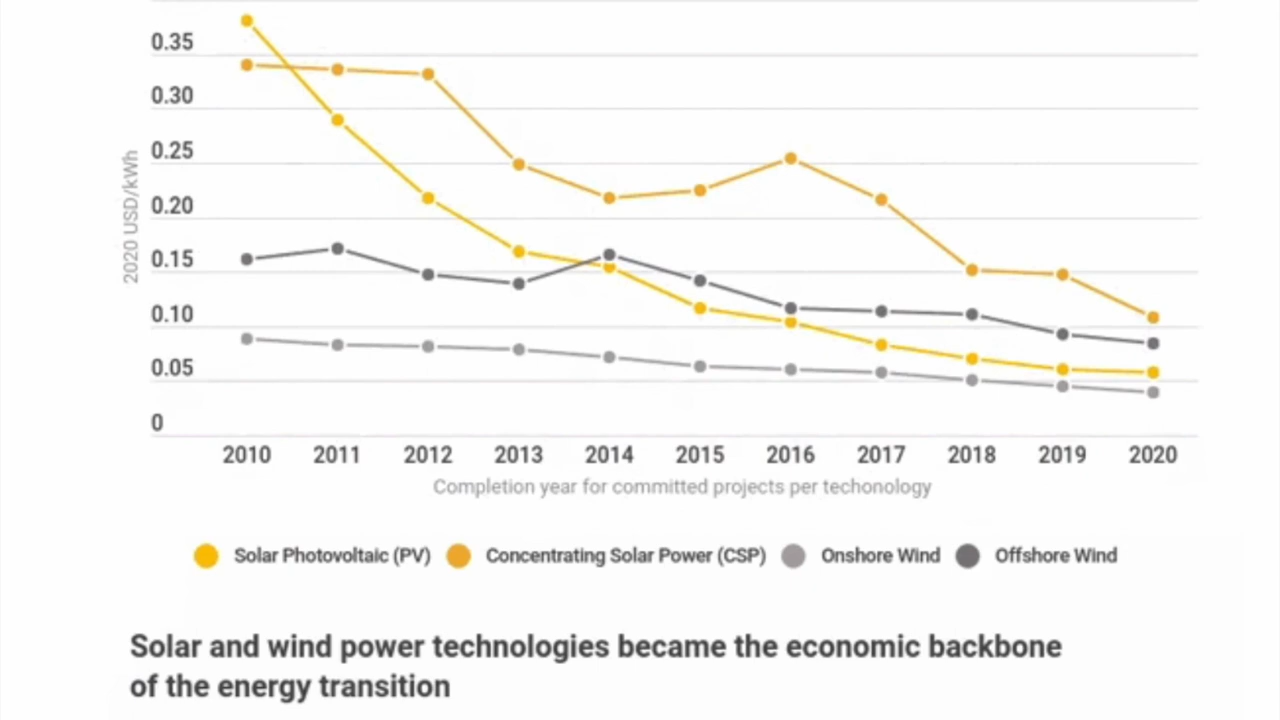 0.35
0.30
0.25
0.20
0.15
0.10
0.05
0
2020 USD/kWh
2010 2011 2012 2013 2014 2015 2016 2017 2018 2019 2020
Completion year for committed projects per techonology
Solar Photovoltaic (PV) Concentrating Solar Power (CSP) Onshore Wind Offshore Wind
Solar and wind power technologies became the economic backbone
of the energy transition